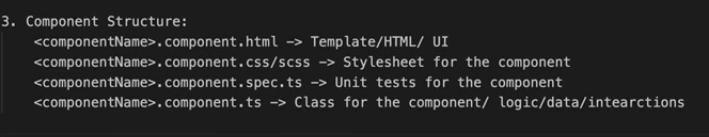 3. Component Structure:
<componentName>.component.html -> Template/HTML/ UI
<componentName>.component.css/scss -> Stylesheet for the component
<componentName>.component.spec.ts -> Unit tests for the component
<componentName>.component.ts -> Class for the component/ logic/data/intearctions